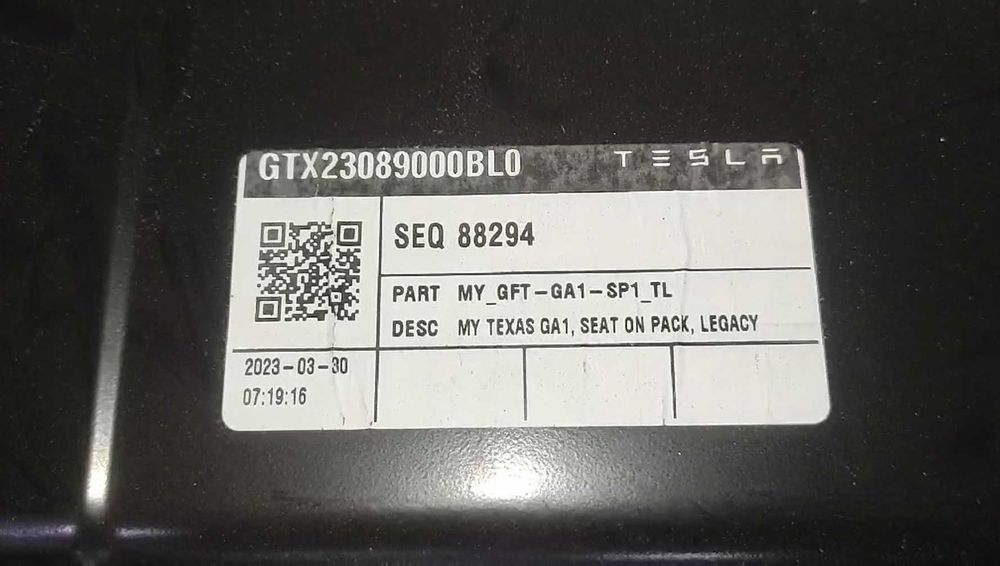 GTX23089000BL0 TESLA
SEQ 88294
PART MY_GFT-GA1-SP1_TL
DESC MY TEXAS GA1, SEAT ON PACK, LEGACY
2023-03-30
07:19:16